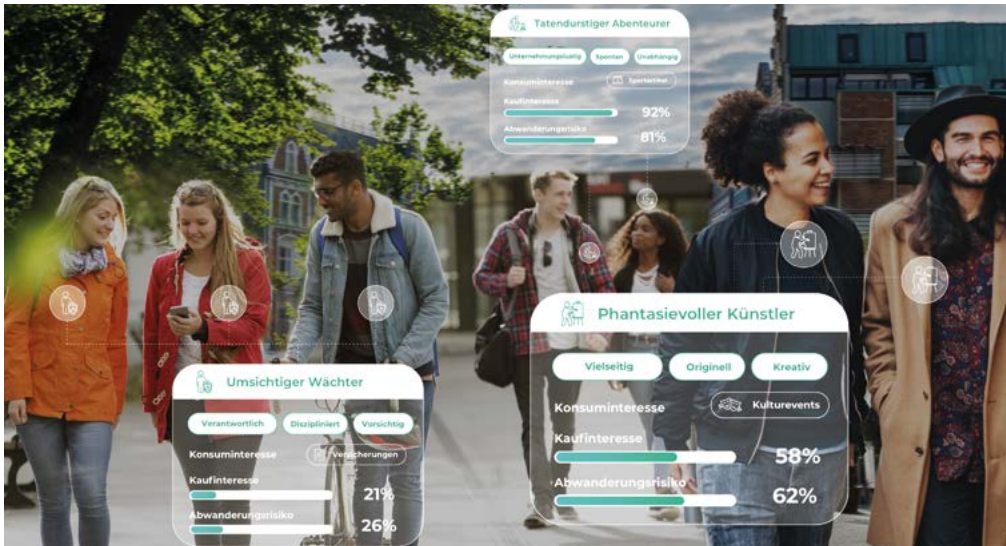 Tatendurstiger Abenteurer
Unternehmungslustig Spontan Unabhängig
Konsuminteresse Sportartikel
Kaufinteresse
92%
Abwanderungsrisiko
81%
Phantasievoller Künstler
Vielseitig Originell Kreativ
Konsuminteresse Kulturevents
Kaufinteresse
58%
Abwanderungsrisiko
62%
Umsichtiger Wächter
Verantwortlich Diszipliniert Vorsichtig
Konsuminteresse Versicherungen
Kaufinteresse
21%
Abwanderungsrisiko
26%